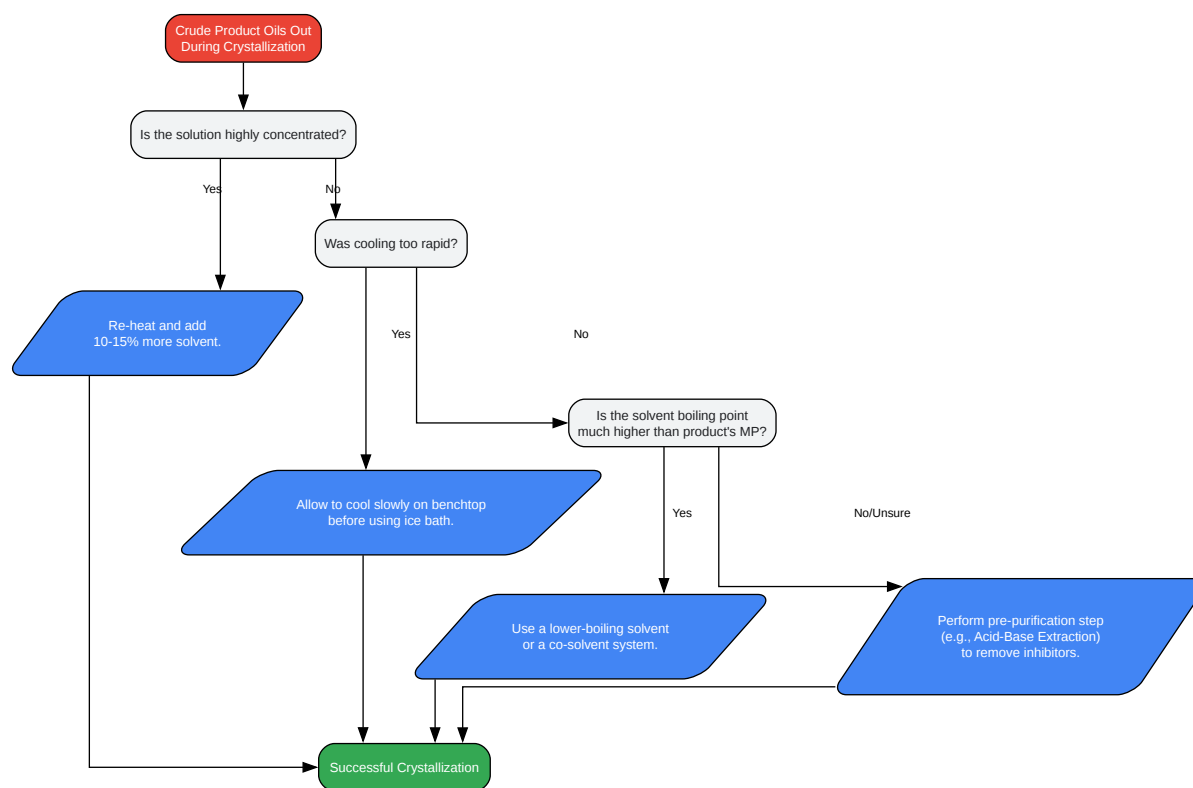 Crude Product Oils Out
During Crystallization
Is the solution highly concentrated?
Yes
No
Was cooling too rapid?
Re-heat and add
10-15% more solvent.
Yes
No
Is the solvent boiling point
much higher than product's MP?
Allow to cool slowly on benchtop
before using ice bath.
Yes
No/Unsure
Use a lower-boiling solvent
or a co-solvent system.
Perform pre-purification step
(e.g., Acid-Base Extraction)
to remove inhibitors.
Successful Crystallization